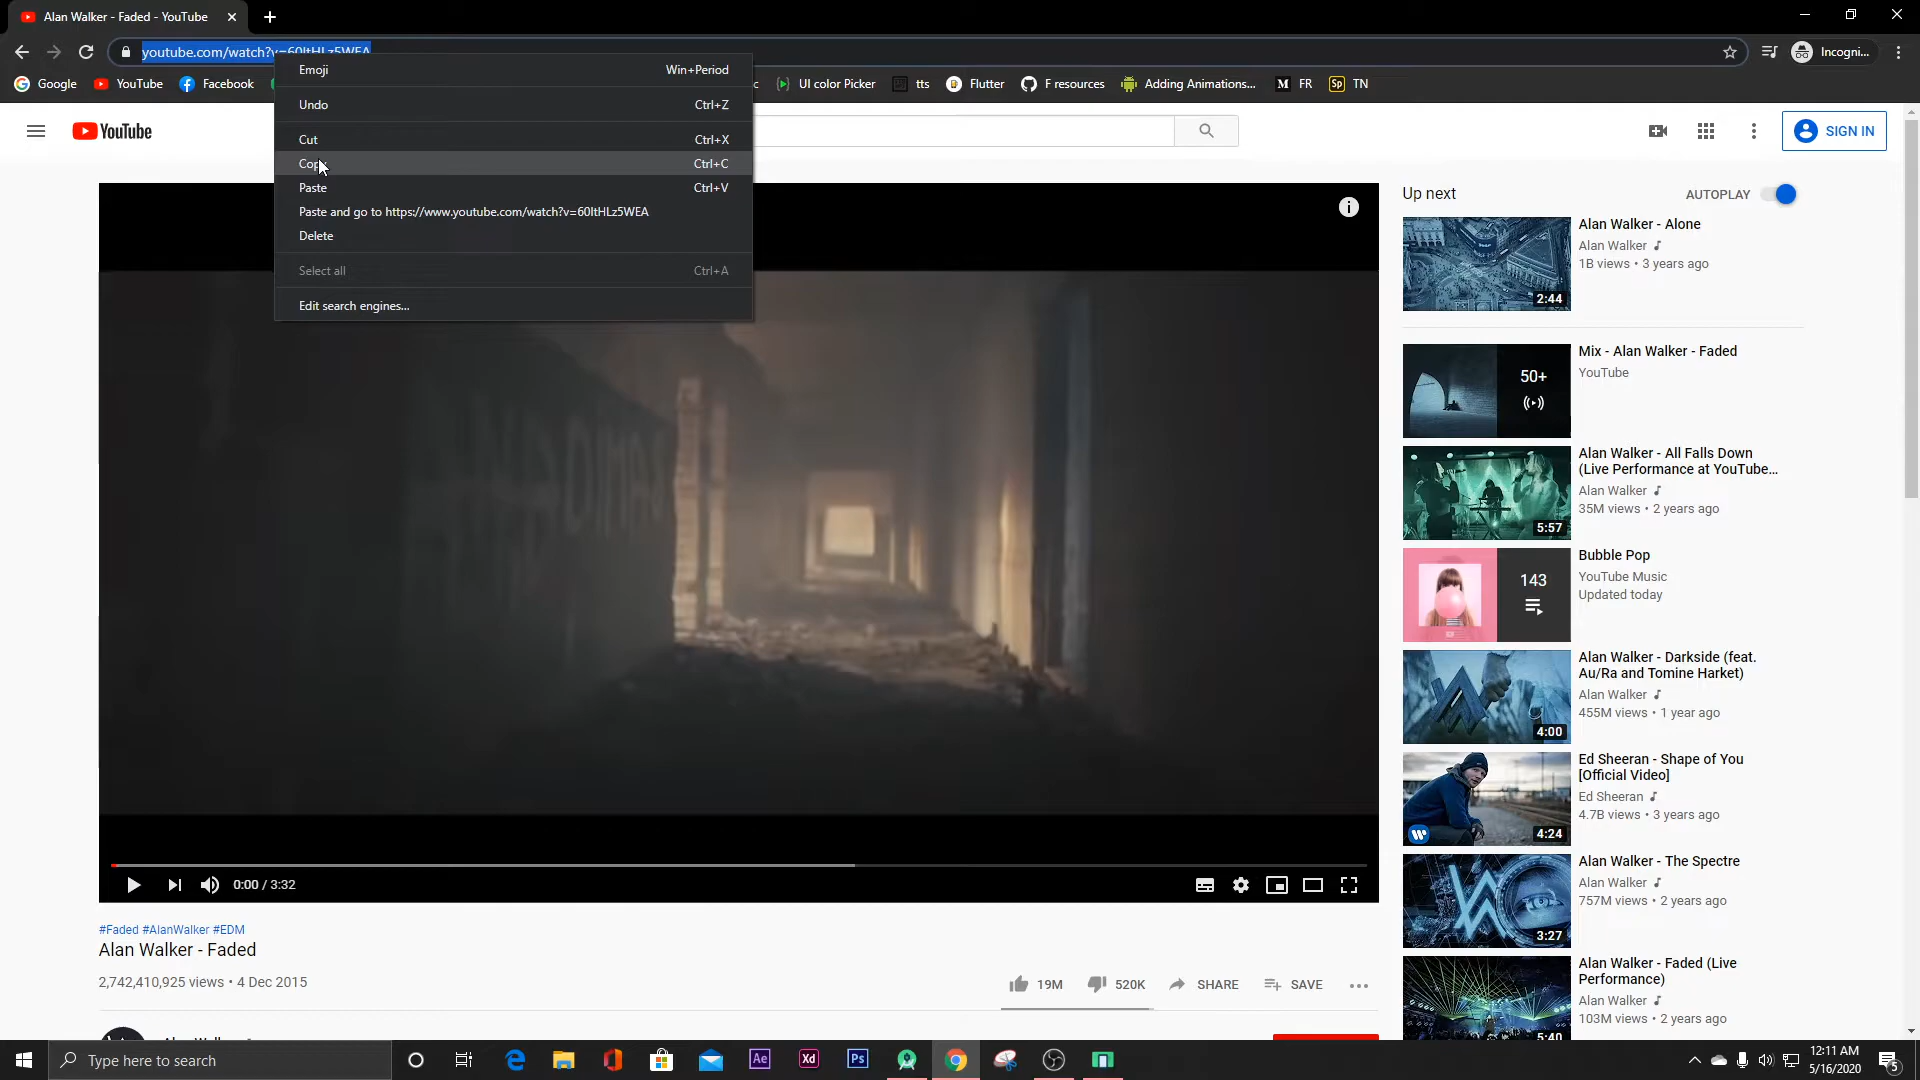 Alan Walker - Faded - YouTube
youtube.com/watch?v=60ItHLz5WEA
Incogni...
Google
YouTube
Facebook
UI color Picker
tts
Flutter
F resources
Adding Animations...
FR
TN
Emoji Win+Period
Undo Ctrl+Z
Cut Ctrl+X
Copy Ctrl+C
Paste Ctrl+V
Paste and go to https://www.youtube.com/watch?v=60ItHLz5WEA
Delete
Select all Ctrl+A
Edit search engines...
YouTube
SIGN IN
Up next
AUTOPLAY
Alan Walker - Alone
Alan Walker
1B views • 3 years ago
2:44
Mix - Alan Walker - Faded
YouTube
50+
Alan Walker - All Falls Down
(Live Performance at YouTube...
Alan Walker
35M views • 2 years ago
5:57
Bubble Pop
YouTube Music
Updated today
143
Alan Walker - Darkside (feat.
Au/Ra and Tomine Harket)
Alan Walker
455M views • 1 year ago
4:00
Ed Sheeran - Shape of You
[Official Video]
Ed Sheeran
4.7B views • 3 years ago
4:24
Alan Walker - The Spectre
Alan Walker
757M views • 2 years ago
3:27
Alan Walker - Faded (Live
Performance)
Alan Walker
103M views • 2 years ago
5:40
0:00 / 3:32
#Faded #AlanWalker #EDM
Alan Walker - Faded
2,742,410,925 views • 4 Dec 2015
19M
520K
SHARE
SAVE
Type here to search
Ae
Xd
Ps
12:11 AM
5/16/2020
5